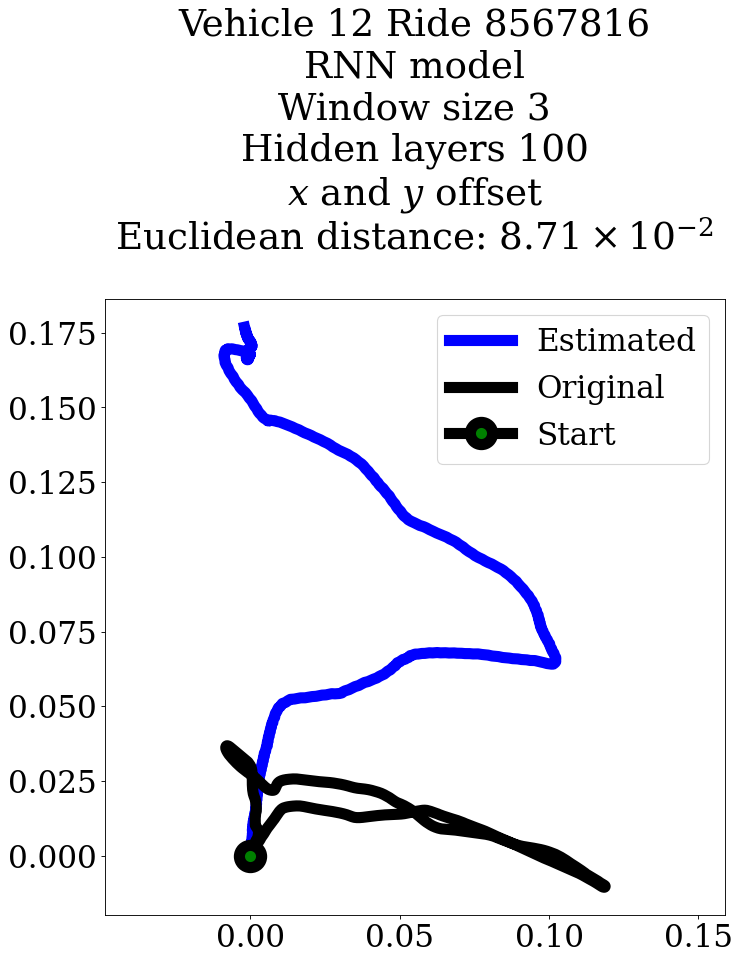 Vehicle 12 Ride 8567816
RNN model
Window size 3
Hidden layers 100
x and y offset
Euclidean distance: 8.71 × 10⁻²
Estimated
Original
Start
0.175
0.150
0.125
0.100
0.075
0.050
0.025
0.000
0.00 0.05 0.10 0.15